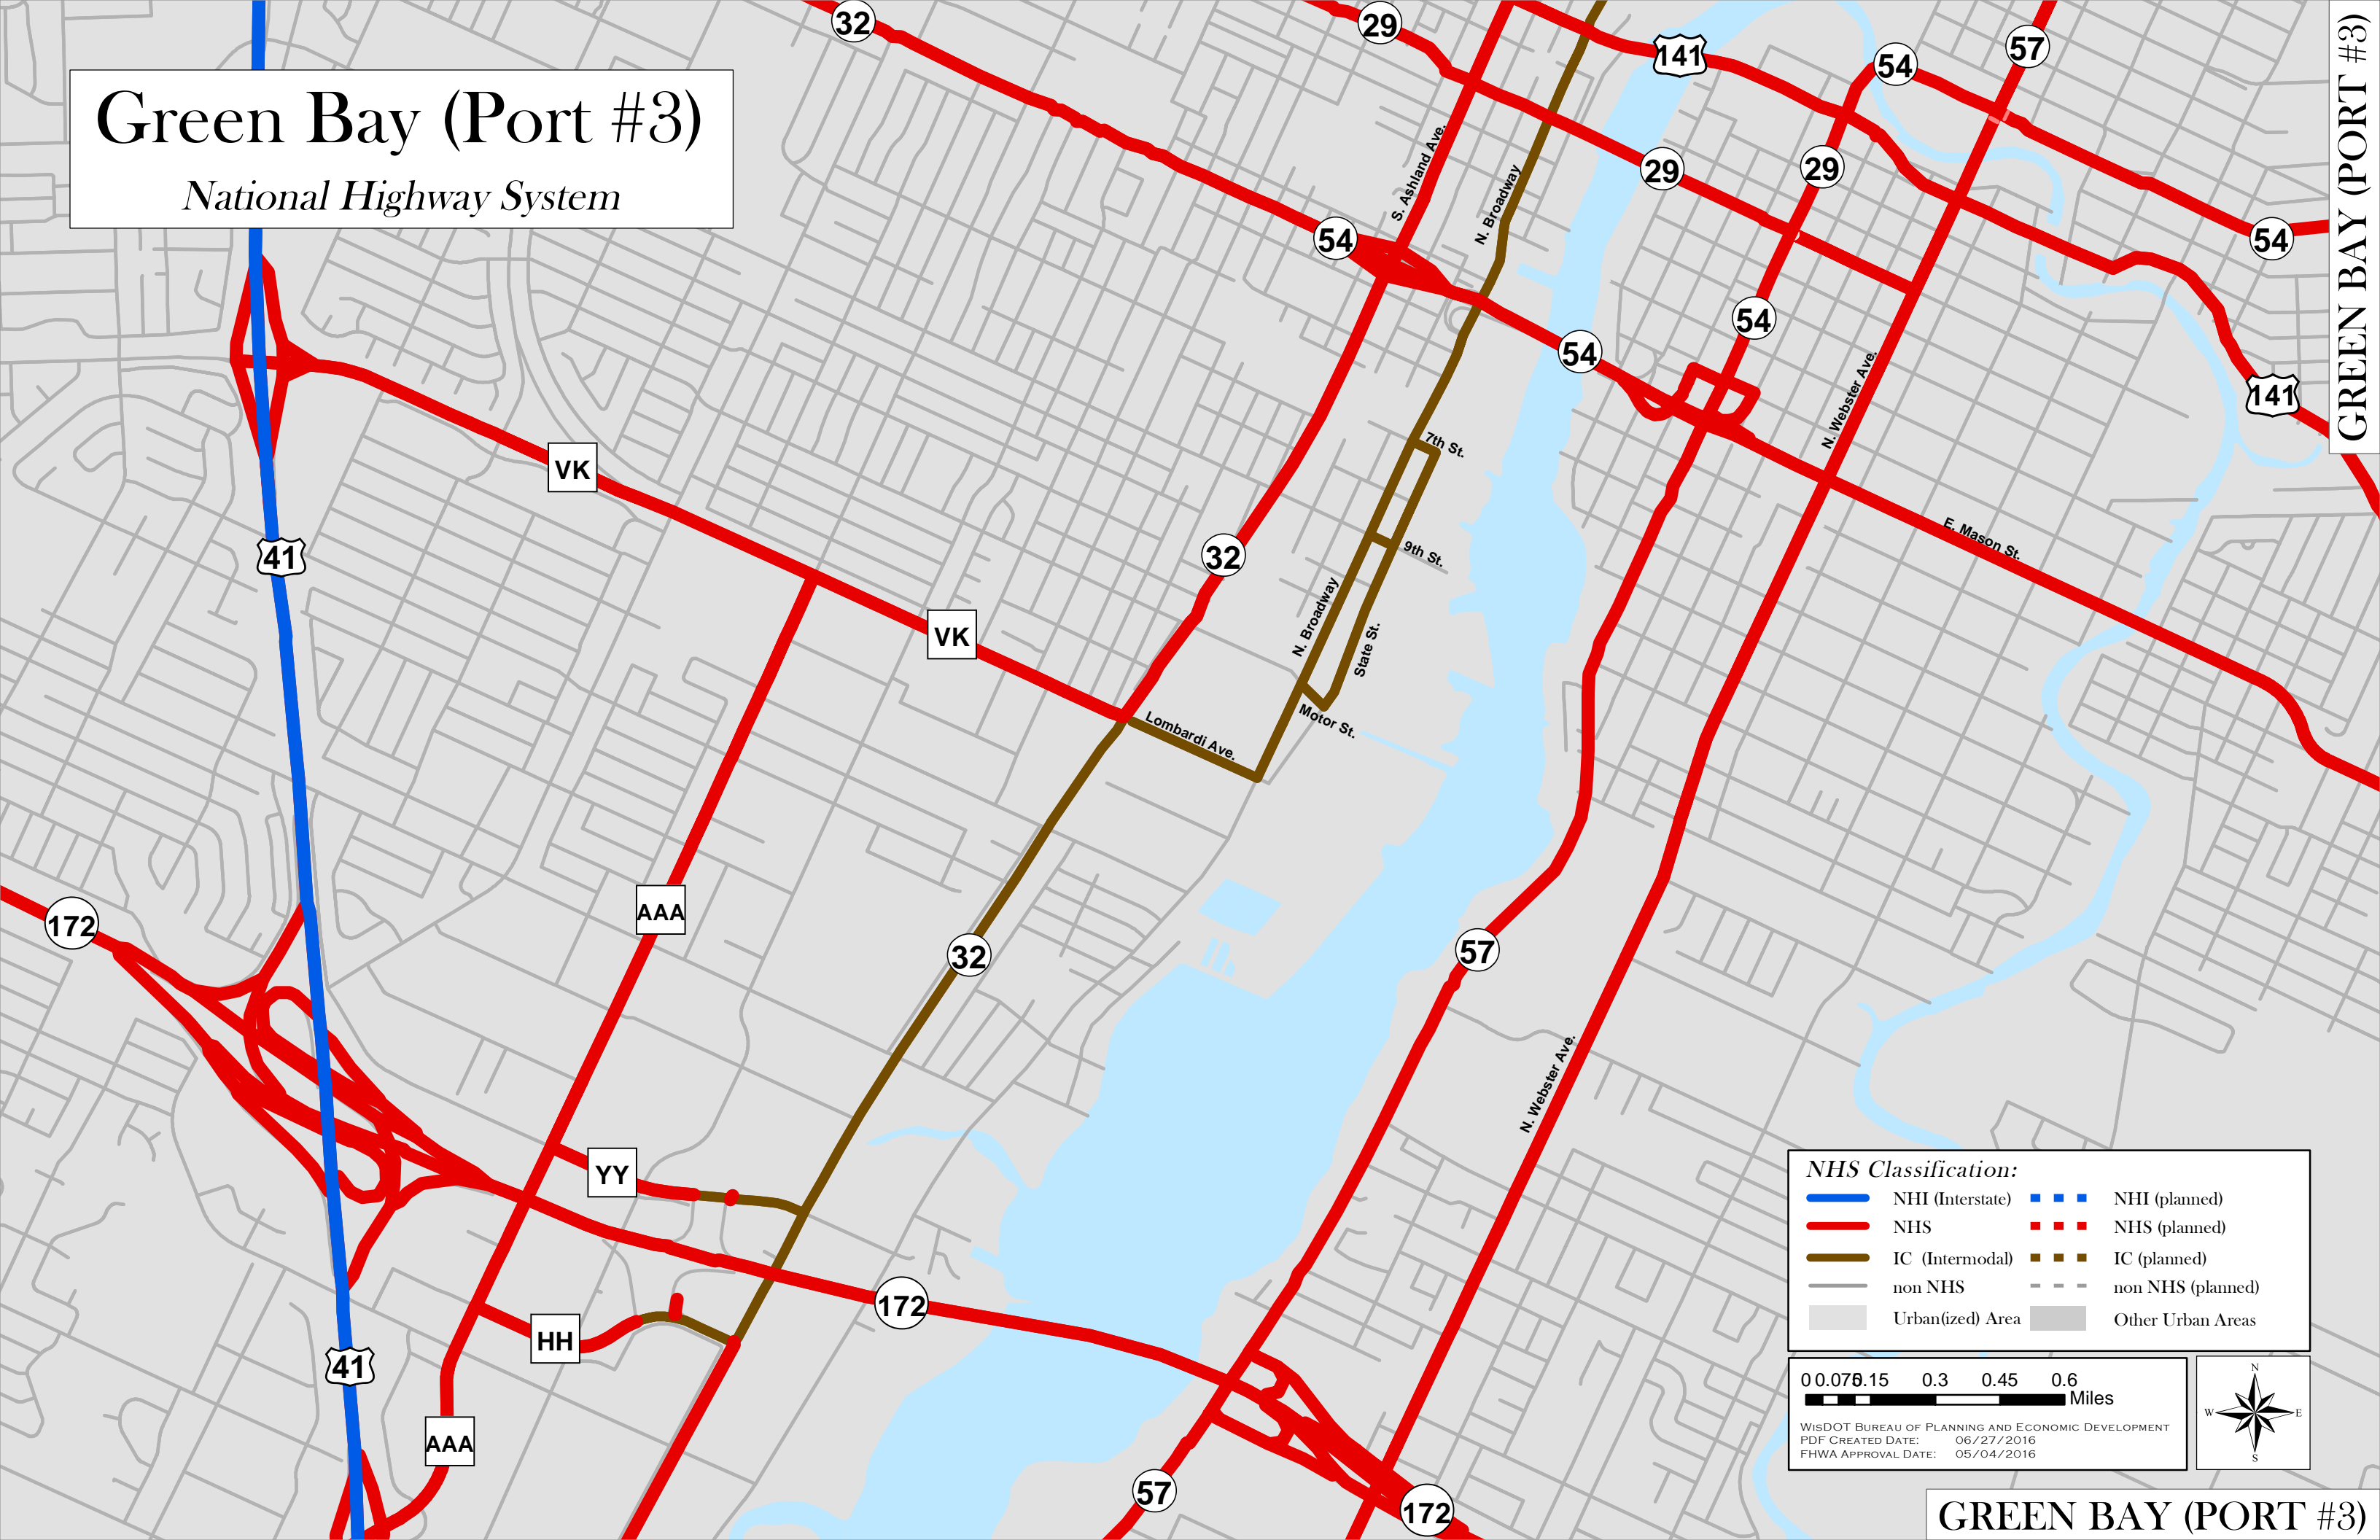 Green Bay (Port #3)
National Highway System
GREEN BAY (PORT #3)
32
29
141
54
57
S. Ashland Ave.
N. Broadway
29
29
54
54
54
54
141
VK
7th St.
N. Webster Ave.
41
32
9th St.
E. Mason St.
VK
N. Broadway
State St.
Lombardi Ave.
Motor St.
172
AAA
32
57
N. Webster Ave.
YY
172
HH
41
AAA
57
172
NHS Classification:
NHI (Interstate)
NHI (planned)
NHS
NHS (planned)
IC (Intermodal)
IC (planned)
non NHS
non NHS (planned)
Urban(ized) Area
Other Urban Areas
0 0.075 0.15 0.3 0.45 0.6
Miles
WisDOT Bureau of Planning and Economic Development
PDF Created Date: 06/27/2016
FHWA Approval Date: 05/04/2016
N
W E
S
GREEN BAY (PORT #3)